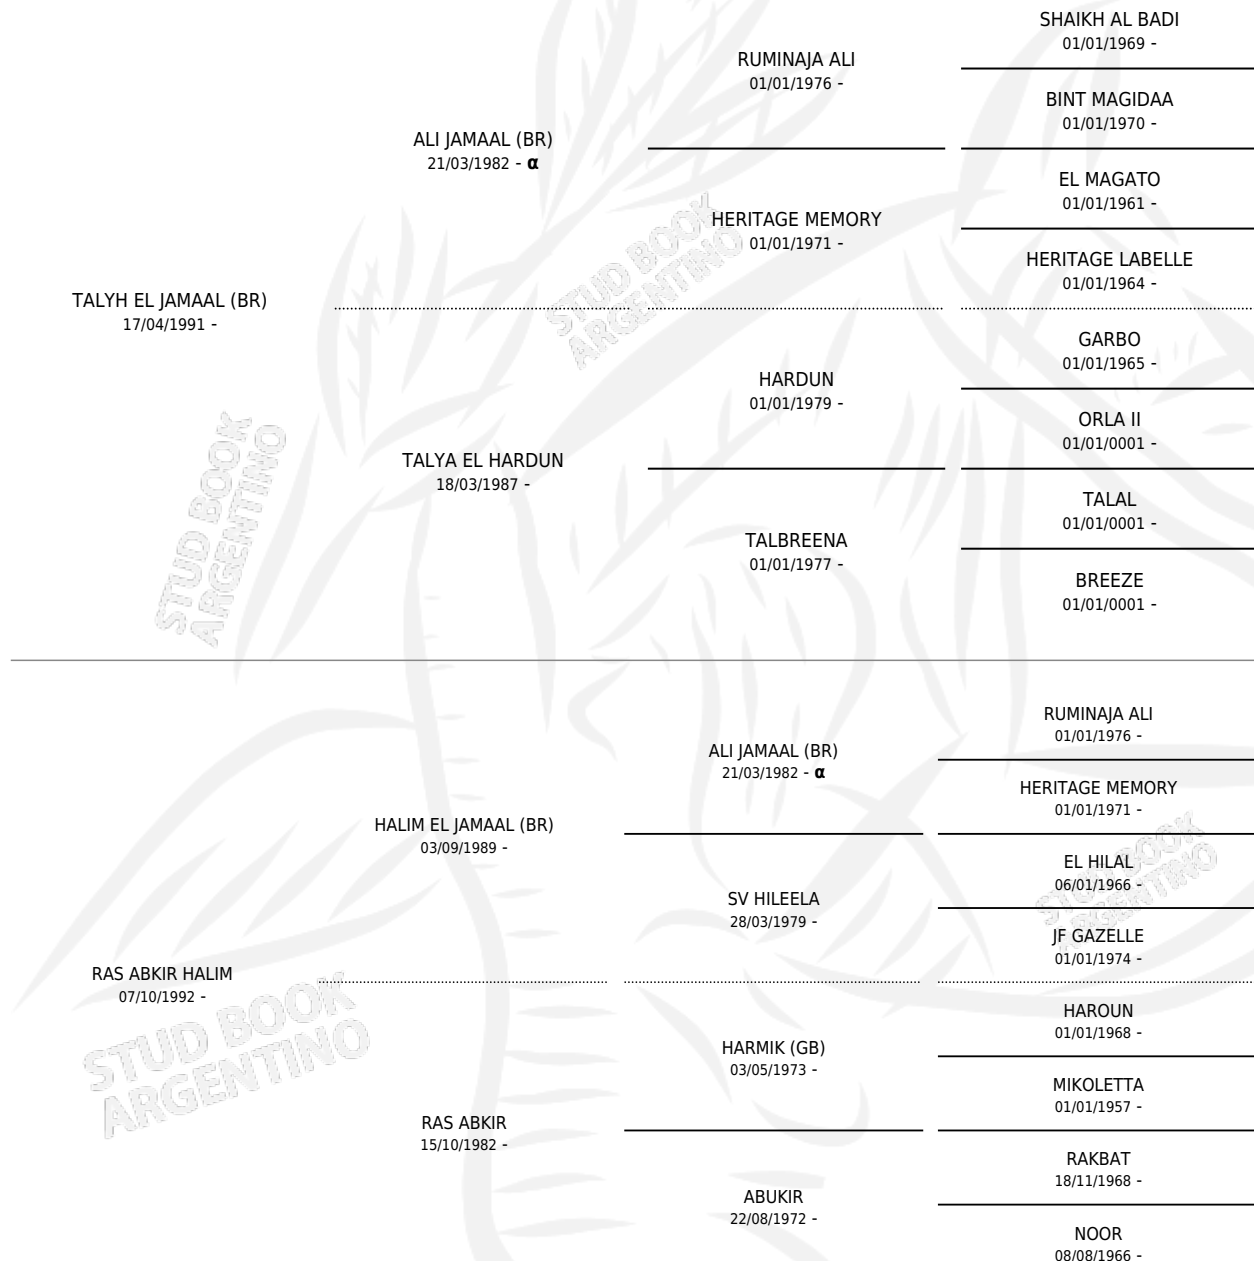 SHAIKH AL BADI
01/01/1969 -
RUMINAJA ALI
01/01/1976 -
BINT MAGIDAA
01/01/1970 -
ALI JAMAAL (BR)
21/03/1982 - α
EL MAGATO
01/01/1961 -
HERITAGE MEMORY
01/01/1971 -
HERITAGE LABELLE
01/01/1964 -
TALYH EL JAMAAL (BR)
17/04/1991 -
GARBO
01/01/1965 -
HARDUN
01/01/1979 -
ORLA II
01/01/0001 -
TALYA EL HARDUN
18/03/1987 -
TALAL
01/01/0001 -
TALBREENA
01/01/1977 -
BREEZE
01/01/0001 -
STUD BOOK
ARGENTINO
STUD BOOK
ARGENTINO
RUMINAJA ALI
01/01/1976 -
ALI JAMAAL (BR)
21/03/1982 - α
HERITAGE MEMORY
01/01/1971 -
HALIM EL JAMAAL (BR)
03/09/1989 -
EL HILAL
06/01/1966 -
SV HILEELA
28/03/1979 -
JF GAZELLE
01/01/1974 -
STUD BOOK
ARGENTINO
RAS ABKIR HALIM
07/10/1992 -
HAROUN
01/01/1968 -
HARMIK (GB)
03/05/1973 -
MIKOLETTA
01/01/1957 -
RAS ABKIR
15/10/1982 -
RAKBAT
18/11/1968 -
ABUKIR
22/08/1972 -
NOOR
08/08/1966 -
STUD BOOK
ARGENTINO